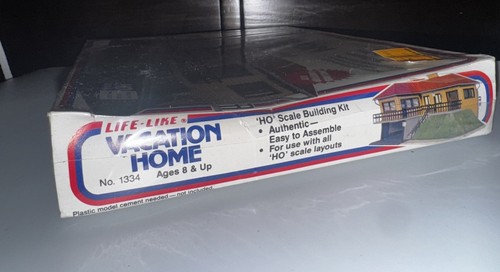 LIFE-LIKE
VACATION
HOME
No. 1334 Ages 8 & Up
Plastic model cement needed — not included.
'HO' Scale Building Kit
• Authentic—
Easy to Assemble
• For use with all
'HO' scale layouts